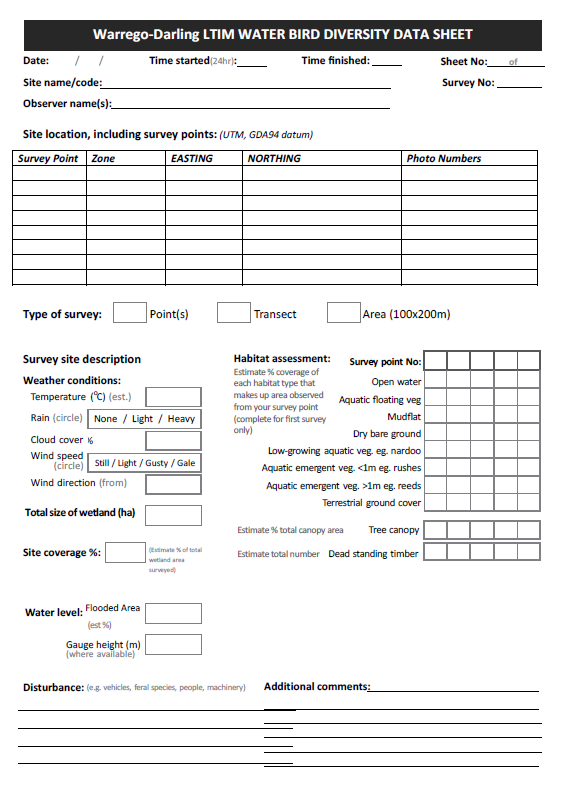 Warrego-Darling LTIM WATER BIRD DIVERSITY DATA SHEET
Date: / / Time started(24hr): Time finished: Sheet No: of
Site name/code: Survey No:
Observer name(s):
Site location, including survey points: (UTM, GDA94 datum)
Survey Point Zone EASTING NORTHING Photo Numbers
Type of survey: Point(s) Transect Area (100x200m)
Survey site description
Weather conditions:
Temperature (°C) (est.)
Rain (circle) None / Light / Heavy
Cloud cover %
Wind speed
(circle) Still / Light / Gusty / Gale
Wind direction (from)
Total size of wetland (ha)
Site coverage %: (Estimate % of total
wetland area
surveyed)
Water level: Flooded Area
(est %)
Gauge height (m)
(where available)
Habitat assessment:
Estimate % coverage of
each habitat type that
makes up area observed
from your survey point
(complete for first survey
only)
Survey point No:
Open water
Aquatic floating veg
Mudflat
Dry bare ground
Low-growing aquatic veg. eg. nardoo
Aquatic emergent veg. <1m eg. rushes
Aquatic emergent veg. >1m eg. reeds
Terrestrial ground cover
Estimate % total canopy area Tree canopy
Estimate total number Dead standing timber
Disturbance: (e.g. vehicles, feral species, people, machinery)
Additional comments: